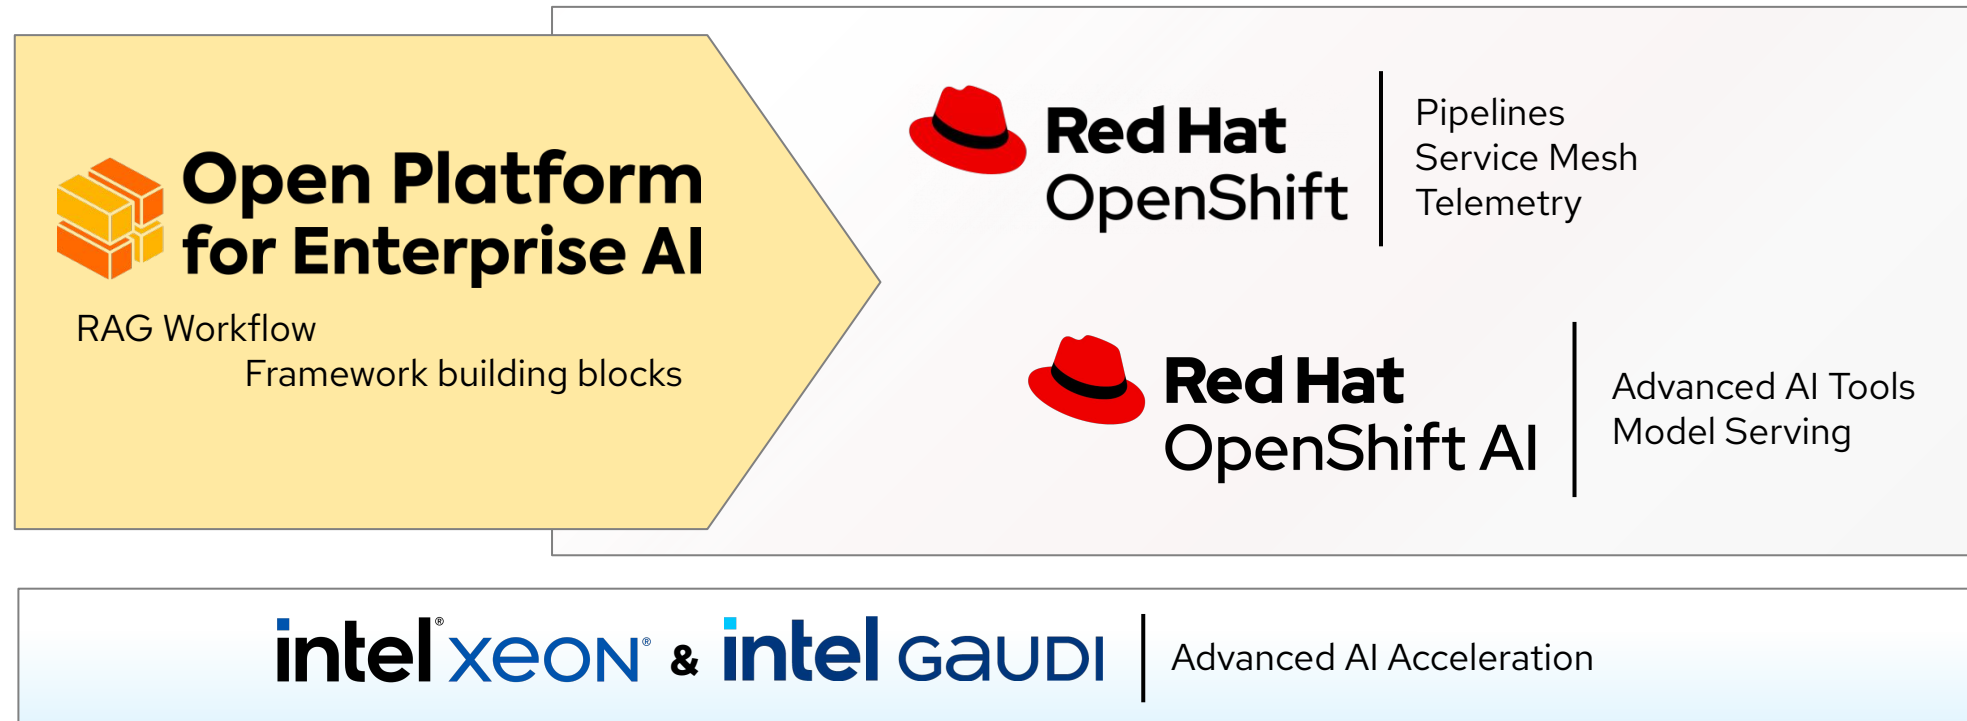 Open Platform
for Enterprise AI
RAG Workflow
Framework building blocks
Red Hat
OpenShift
Pipelines
Service Mesh
Telemetry
Red Hat
OpenShift AI
Advanced AI Tools
Model Serving
intel® xeon® & intel GAUDI
Advanced AI Acceleration